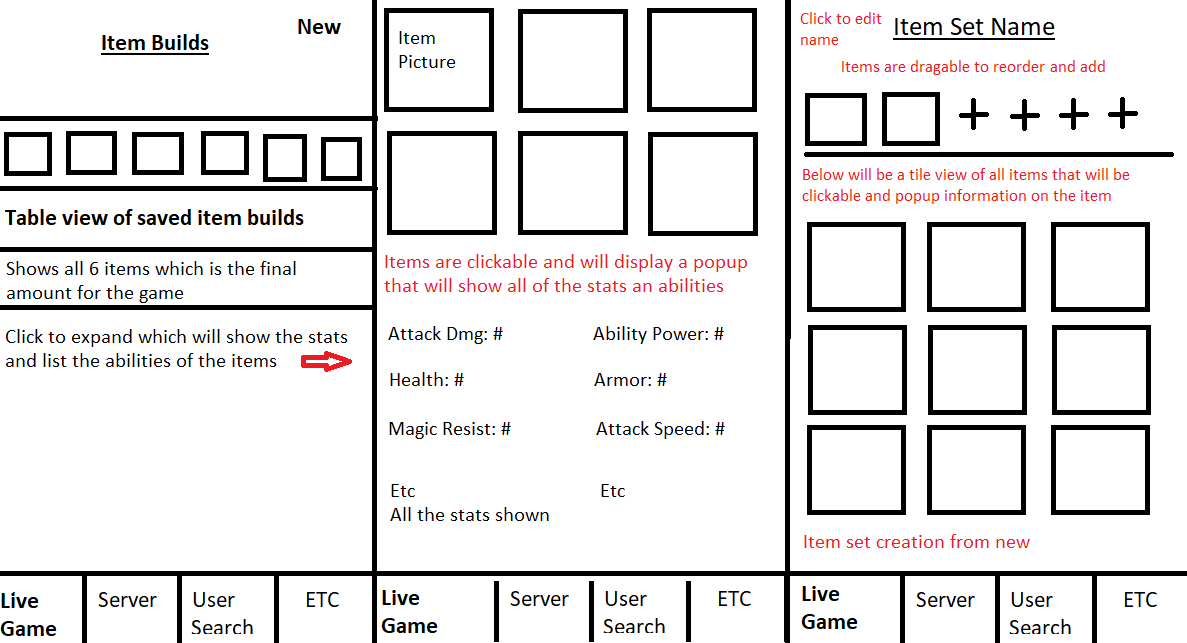 New
Item Builds
Table view of saved item builds
Shows all 6 items which is the final
amount for the game
Click to expand which will show the stats
and list the abilities of the items
Live
Game
Server
User
Search
ETC
Item
Picture
Items are clickable and will display a popup
that will show all of the stats an abilities
Attack Dmg: #
Ability Power: #
Health: #
Armor: #
Magic Resist: #
Attack Speed: #
Etc
Etc
All the stats shown
Live
Game
Server
User
Search
ETC
Click to edit
name
Item Set Name
Items are dragable to reorder and add
Below will be a tile view of all items that will be
clickable and popup information on the item
Item set creation from new
Live
Game
Server
User
Search
ETC